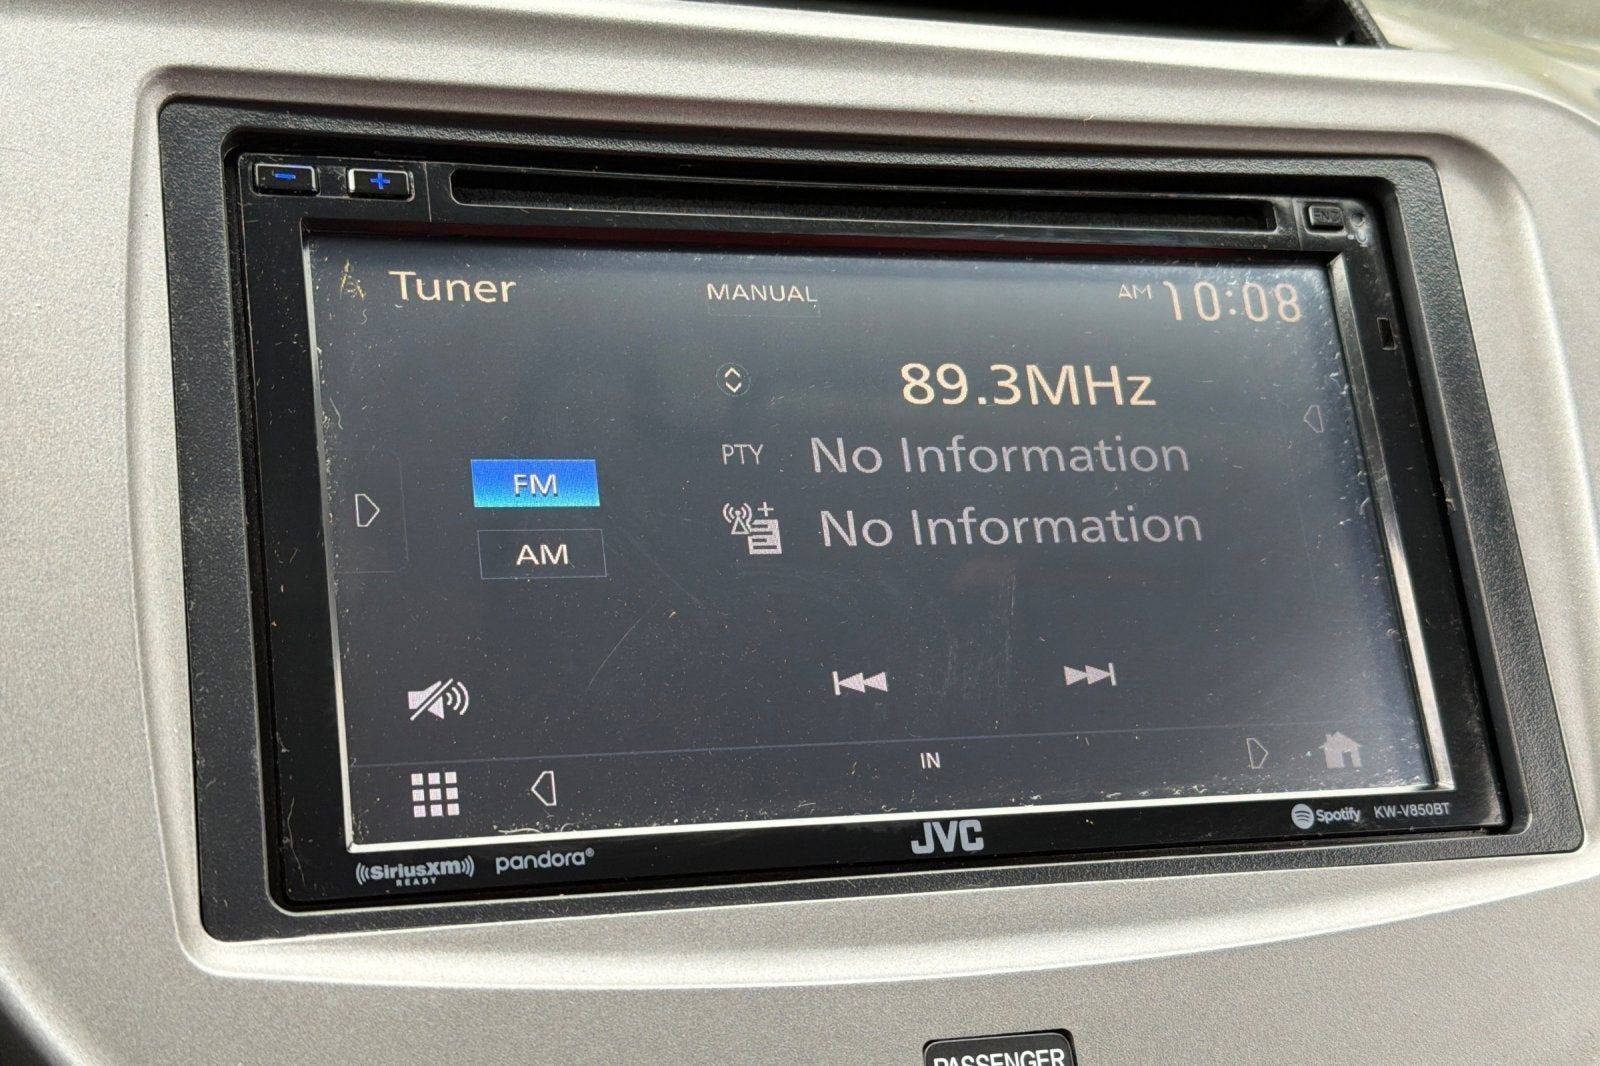 - +
Tuner
MANUAL
AM 10:08
89.3MHz
PTY No Information
No Information
FM
AM
IN
((SiriusXM))
READY
pandora®
JVC
Spotify
KW-V850BT
PASSENGER